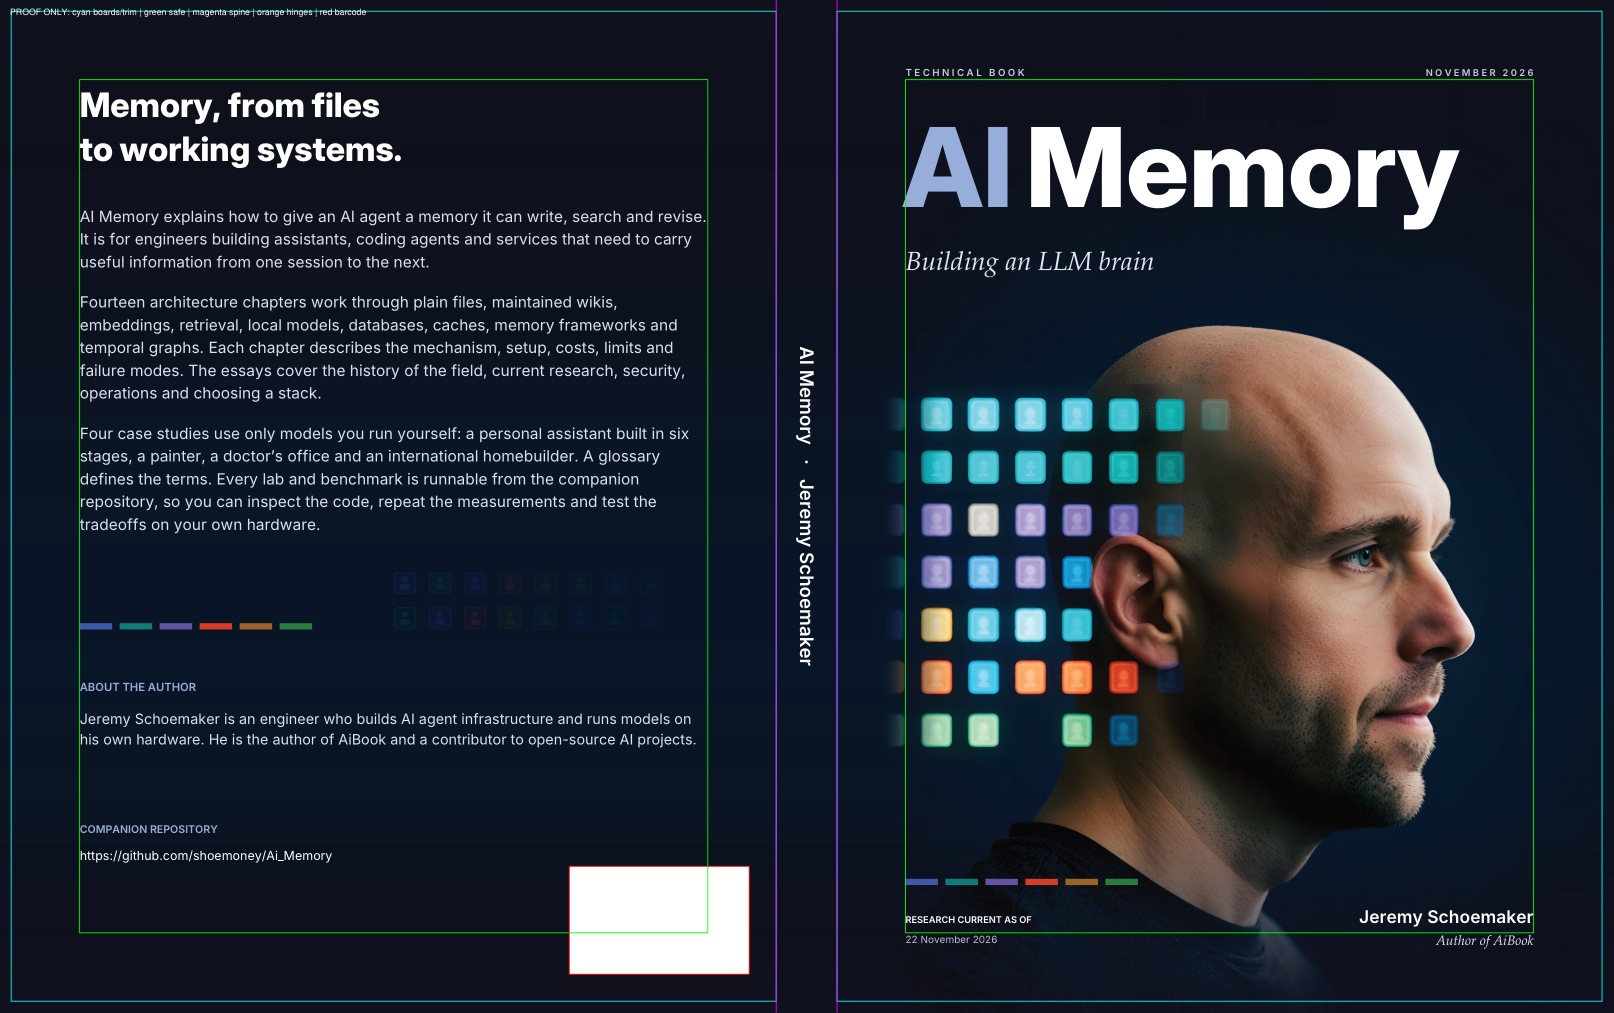 PROOF ONLY: cyan boards/trim | green safe | magenta spine | orange hinges | red barcode
Memory, from files
to working systems.
AI Memory explains how to give an AI agent a memory it can write, search and revise.
It is for engineers building assistants, coding agents and services that need to carry
useful information from one session to the next.
Fourteen architecture chapters work through plain files, maintained wikis,
embeddings, retrieval, local models, databases, caches, memory frameworks and
temporal graphs. Each chapter describes the mechanism, setup, costs, limits and
failure modes. The essays cover the history of the field, current research, security,
operations and choosing a stack.
Four case studies use only models you run yourself: a personal assistant built in six
stages, a painter, a doctor’s office and an international homebuilder. A glossary
defines the terms. Every lab and benchmark is runnable from the companion
repository, so you can inspect the code, repeat the measurements and test the
tradeoffs on your own hardware.
ABOUT THE AUTHOR
Jeremy Schoemaker is an engineer who builds AI agent infrastructure and runs models on
his own hardware. He is the author of AiBook and a contributor to open-source AI projects.
COMPANION REPOSITORY
https://github.com/shoemoney/Ai_Memory
AI Memory · Jeremy Schoemaker
TECHNICAL BOOK
NOVEMBER 2026
AI Memory
Building an LLM brain
RESEARCH CURRENT AS OF
22 November 2026
Jeremy Schoemaker
Author of AiBook